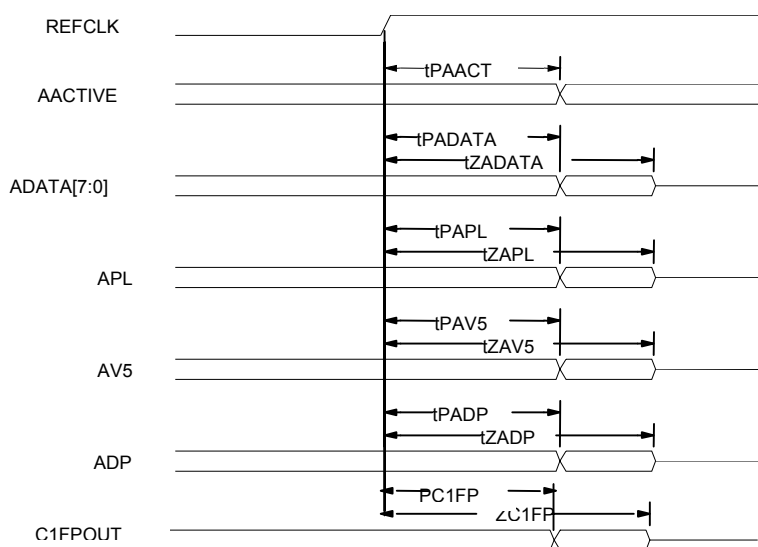 REFCLK
tPAACT
AACTIVE
tPADATA
tZADATA
ADATA[7:0]
tPAPL
tZAPL
APL
tPAV5
tZAV5
AV5
tPADP
tZADP
ADP
PC1FP
ZC1FP
C1FPOUT